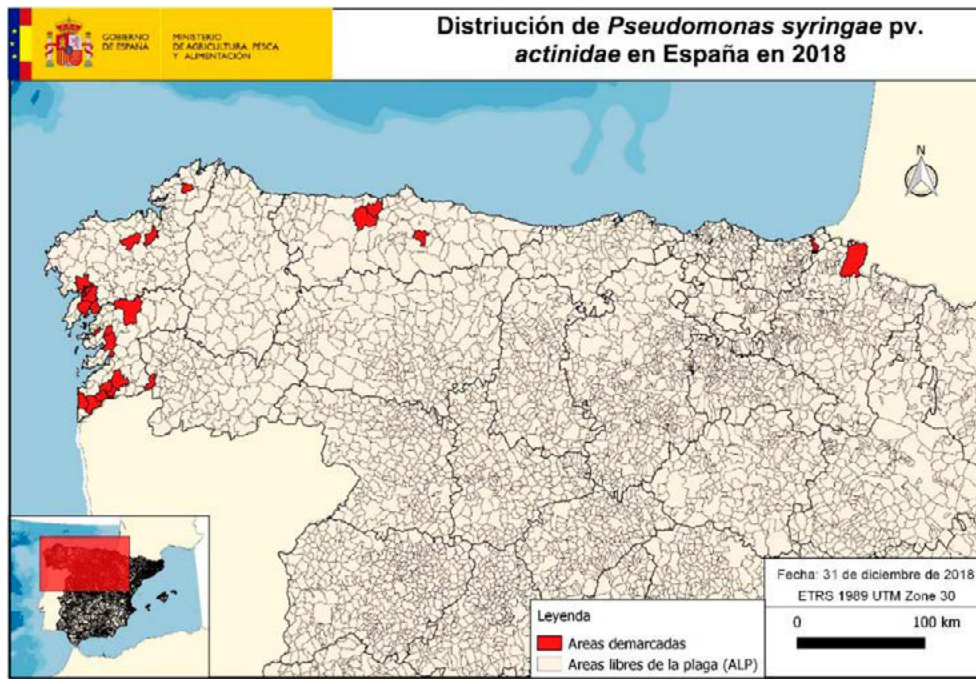 GOBIERNO
DE ESPAÑA
MINISTERIO
DE AGRICULTURA, PESCA
Y ALIMENTACIÓN
Distriución de Pseudomonas syringae pv.
actinidae en España en 2018
N
Fecha: 31 de diciembre de 2018
ETRS 1989 UTM Zone 30
0 100 km
Leyenda
Areas demarcadas
Areas libres de la plaga (ALP)